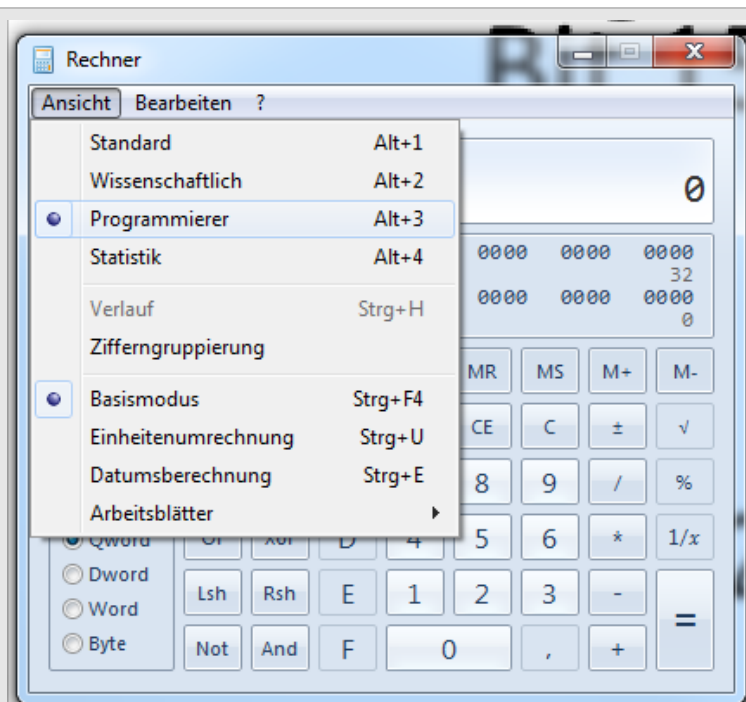 Rechner
Ansicht Bearbeiten ?
Standard Alt+1
Wissenschaftlich Alt+2
0
Programmierer Alt+3
Statistik Alt+4
0000 0000 0000
32
Verlauf Strg+H
0000 0000 0000
0
Zifferngruppierung
MR MS M+ M-
Basismodus Strg+F4
Einheitenumrechnung Strg+U
CE C ± √
Datumsberechnung Strg+E
8 9 / %
Arbeitsblätter
Qword Or Xor D 4 5 6 * 1/x
Dword
Lsh Rsh E 1 2 3 - =
Word
Byte
Not And F 0 , +